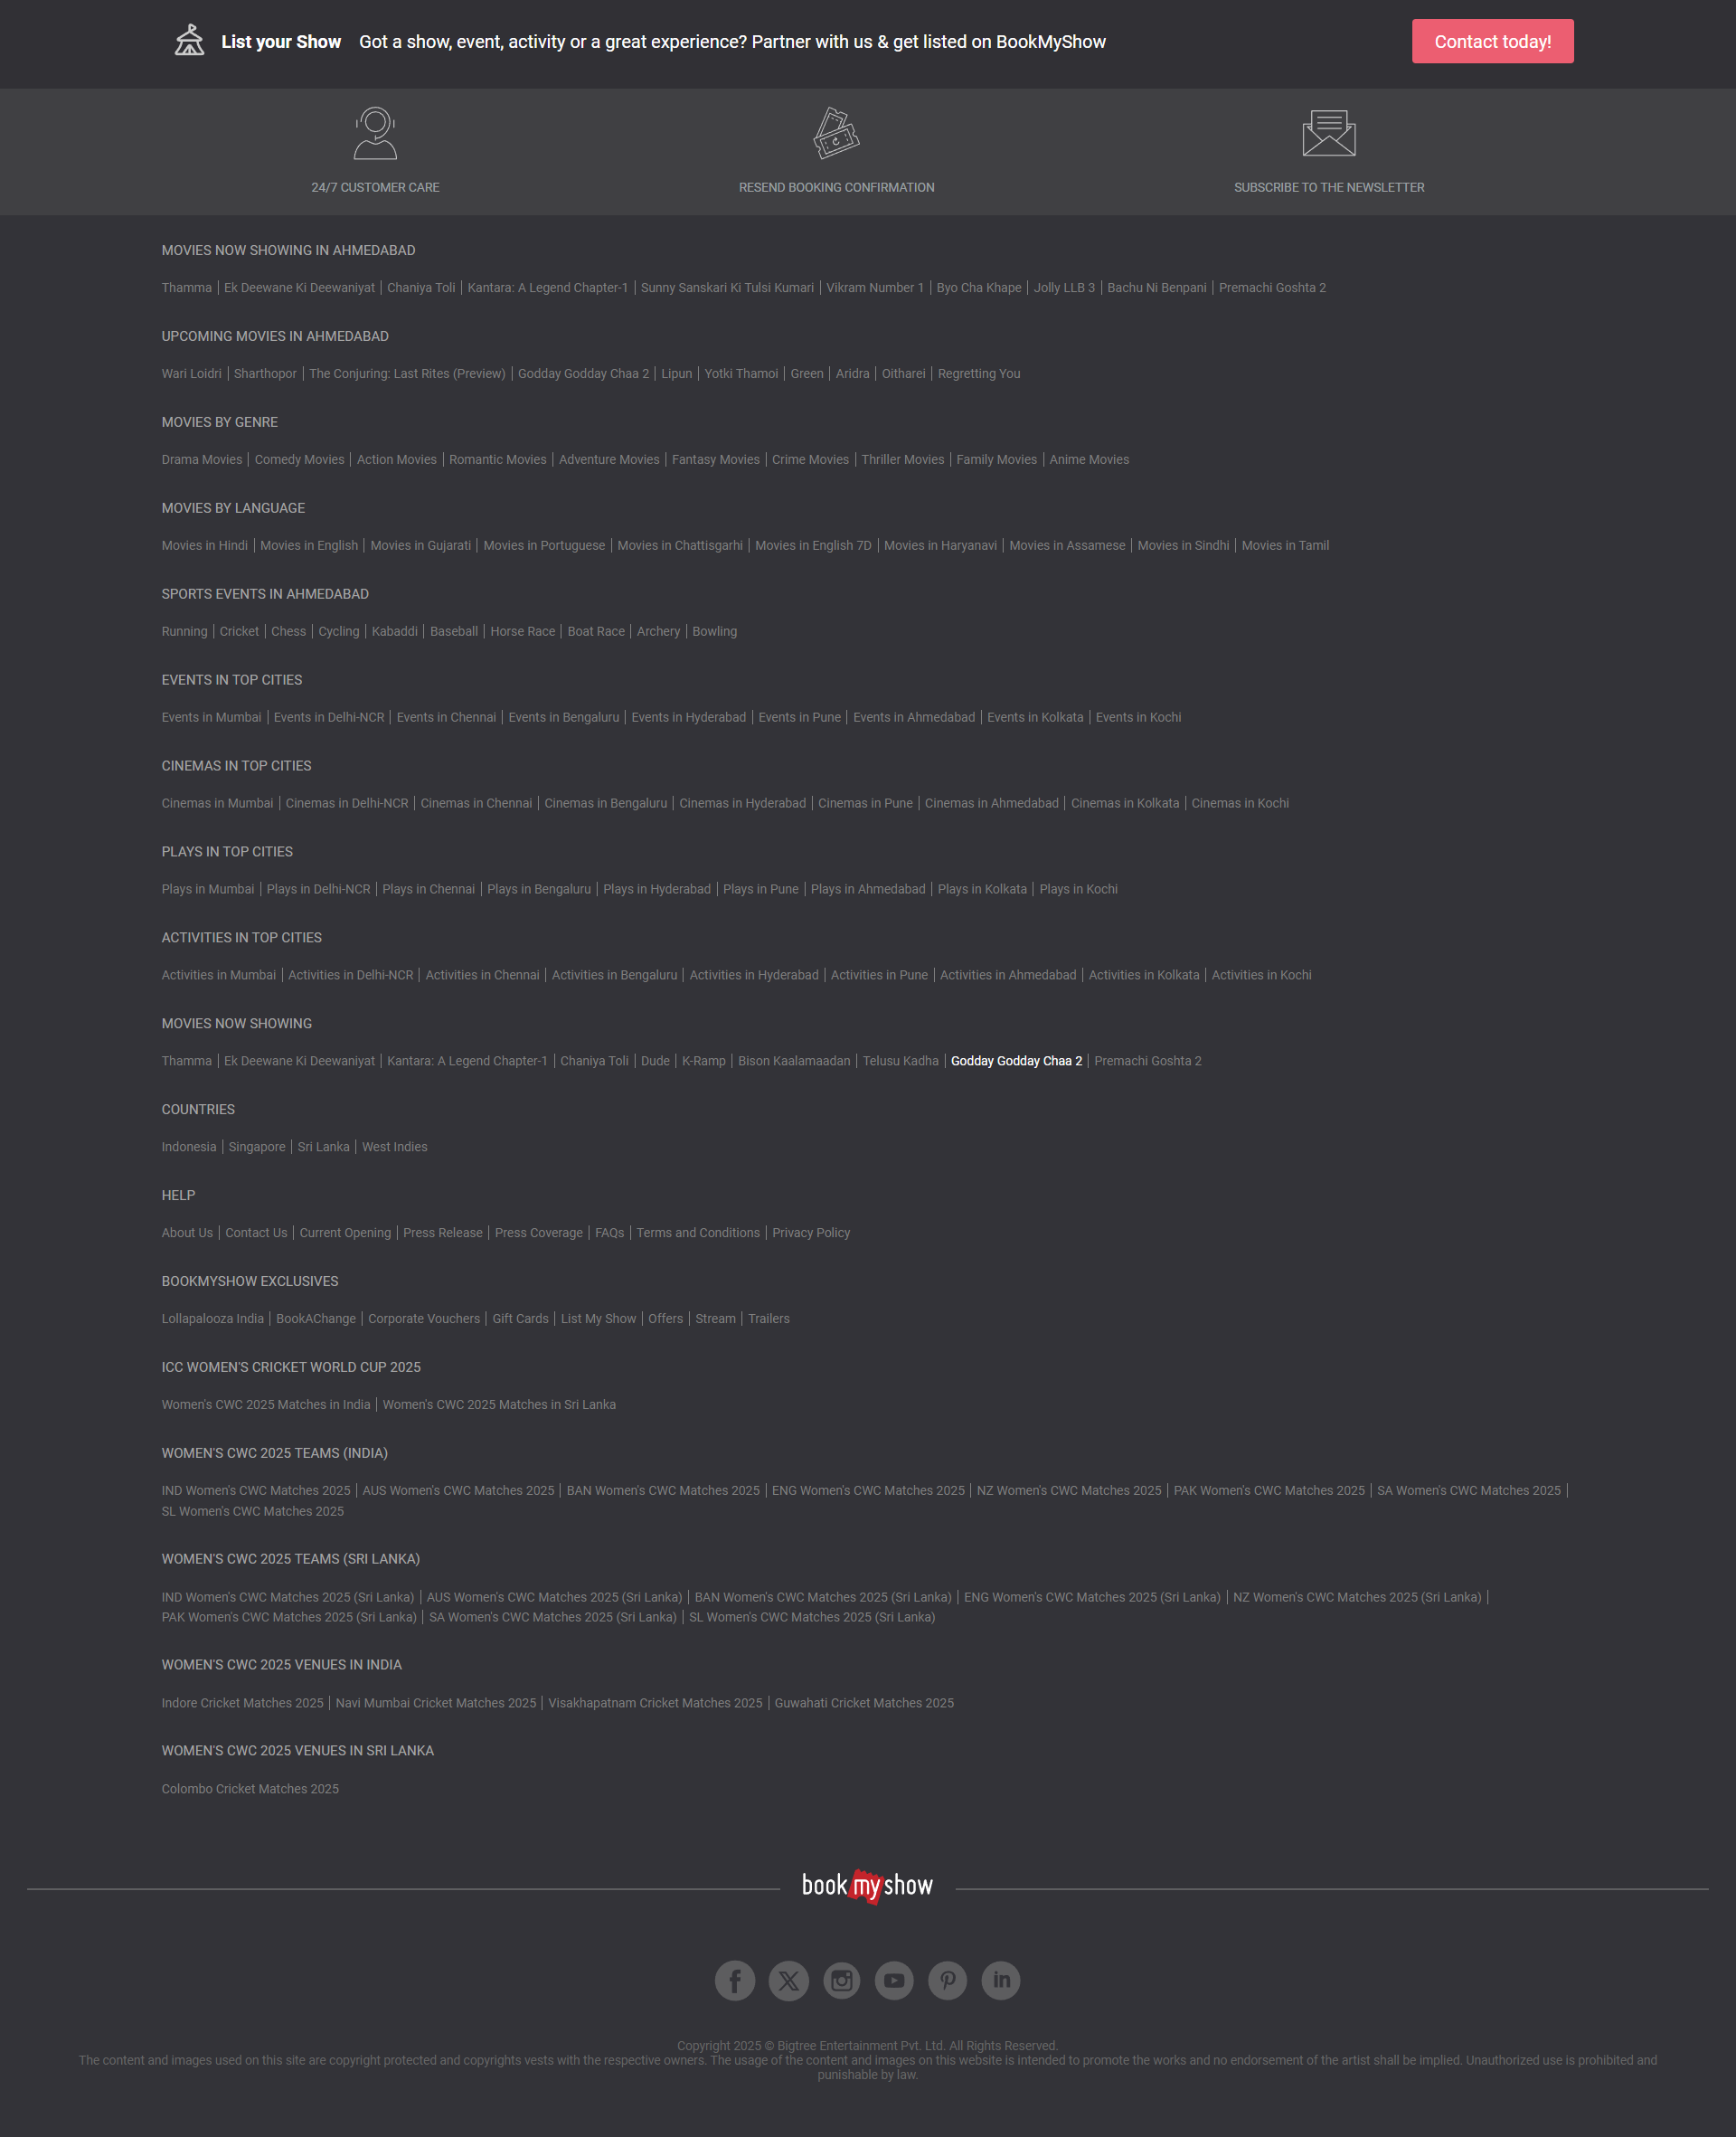 List your Show Got a show, event, activity or a great experience? Partner with us & get listed on BookMyShow Contact today!
24/7 CUSTOMER CARE RESEND BOOKING CONFIRMATION SUBSCRIBE TO THE NEWSLETTER
MOVIES NOW SHOWING IN AHMEDABAD
Thamma | Ek Deewane Ki Deewaniyat | Chaniya Toli | Kantara: A Legend Chapter-1 | Sunny Sanskari Ki Tulsi Kumari | Vikram Number 1 | Byo Cha Khape | Jolly LLB 3 | Bachu Ni Benpani | Premachi Goshta 2
UPCOMING MOVIES IN AHMEDABAD
Wari Loidri | Sharthopor | The Conjuring: Last Rites (Preview) | Godday Godday Chaa 2 | Lipun | Yotki Thamoi | Green | Aridra | Oitharei | Regretting You
MOVIES BY GENRE
Drama Movies | Comedy Movies | Action Movies | Romantic Movies | Adventure Movies | Fantasy Movies | Crime Movies | Thriller Movies | Family Movies | Anime Movies
MOVIES BY LANGUAGE
Movies in Hindi | Movies in English | Movies in Gujarati | Movies in Portuguese | Movies in Chattisgarhi | Movies in English 7D | Movies in Haryanavi | Movies in Assamese | Movies in Sindhi | Movies in Tamil
SPORTS EVENTS IN AHMEDABAD
Running | Cricket | Chess | Cycling | Kabaddi | Baseball | Horse Race | Boat Race | Archery | Bowling
EVENTS IN TOP CITIES
Events in Mumbai | Events in Delhi-NCR | Events in Chennai | Events in Bengaluru | Events in Hyderabad | Events in Pune | Events in Ahmedabad | Events in Kolkata | Events in Kochi
CINEMAS IN TOP CITIES
Cinemas in Mumbai | Cinemas in Delhi-NCR | Cinemas in Chennai | Cinemas in Bengaluru | Cinemas in Hyderabad | Cinemas in Pune | Cinemas in Ahmedabad | Cinemas in Kolkata | Cinemas in Kochi
PLAYS IN TOP CITIES
Plays in Mumbai | Plays in Delhi-NCR | Plays in Chennai | Plays in Bengaluru | Plays in Hyderabad | Plays in Pune | Plays in Ahmedabad | Plays in Kolkata | Plays in Kochi
ACTIVITIES IN TOP CITIES
Activities in Mumbai | Activities in Delhi-NCR | Activities in Chennai | Activities in Bengaluru | Activities in Hyderabad | Activities in Pune | Activities in Ahmedabad | Activities in Kolkata | Activities in Kochi
MOVIES NOW SHOWING
Thamma | Ek Deewane Ki Deewaniyat | Kantara: A Legend Chapter-1 | Chaniya Toli | Dude | K-Ramp | Bison Kaalamaadan | Telusu Kadha | Godday Godday Chaa 2 | Premachi Goshta 2
COUNTRIES
Indonesia | Singapore | Sri Lanka | West Indies
HELP
About Us | Contact Us | Current Opening | Press Release | Press Coverage | FAQs | Terms and Conditions | Privacy Policy
BOOKMYSHOW EXCLUSIVES
Lollapalooza India | BookAChange | Corporate Vouchers | Gift Cards | List My Show | Offers | Stream | Trailers
ICC WOMEN'S CRICKET WORLD CUP 2025
Women's CWC 2025 Matches in India | Women's CWC 2025 Matches in Sri Lanka
WOMEN'S CWC 2025 TEAMS (INDIA)
IND Women's CWC Matches 2025 | AUS Women's CWC Matches 2025 | BAN Women's CWC Matches 2025 | ENG Women's CWC Matches 2025 | NZ Women's CWC Matches 2025 | PAK Women's CWC Matches 2025 | SA Women's CWC Matches 2025 |
SL Women's CWC Matches 2025
WOMEN'S CWC 2025 TEAMS (SRI LANKA)
IND Women's CWC Matches 2025 (Sri Lanka) | AUS Women's CWC Matches 2025 (Sri Lanka) | BAN Women's CWC Matches 2025 (Sri Lanka) | ENG Women's CWC Matches 2025 (Sri Lanka) | NZ Women's CWC Matches 2025 (Sri Lanka) |
PAK Women's CWC Matches 2025 (Sri Lanka) | SA Women's CWC Matches 2025 (Sri Lanka) | SL Women's CWC Matches 2025 (Sri Lanka)
WOMEN'S CWC 2025 VENUES IN INDIA
Indore Cricket Matches 2025 | Navi Mumbai Cricket Matches 2025 | Visakhapatnam Cricket Matches 2025 | Guwahati Cricket Matches 2025
WOMEN'S CWC 2025 VENUES IN SRI LANKA
Colombo Cricket Matches 2025
book my show
Copyright 2025 © Bigtree Entertainment Pvt. Ltd. All Rights Reserved.
The content and images used on this site are copyright protected and copyrights vests with the respective owners. The usage of the content and images on this website is intended to promote the works and no endorsement of the artist shall be implied. Unauthorized use is prohibited and
punishable by law.